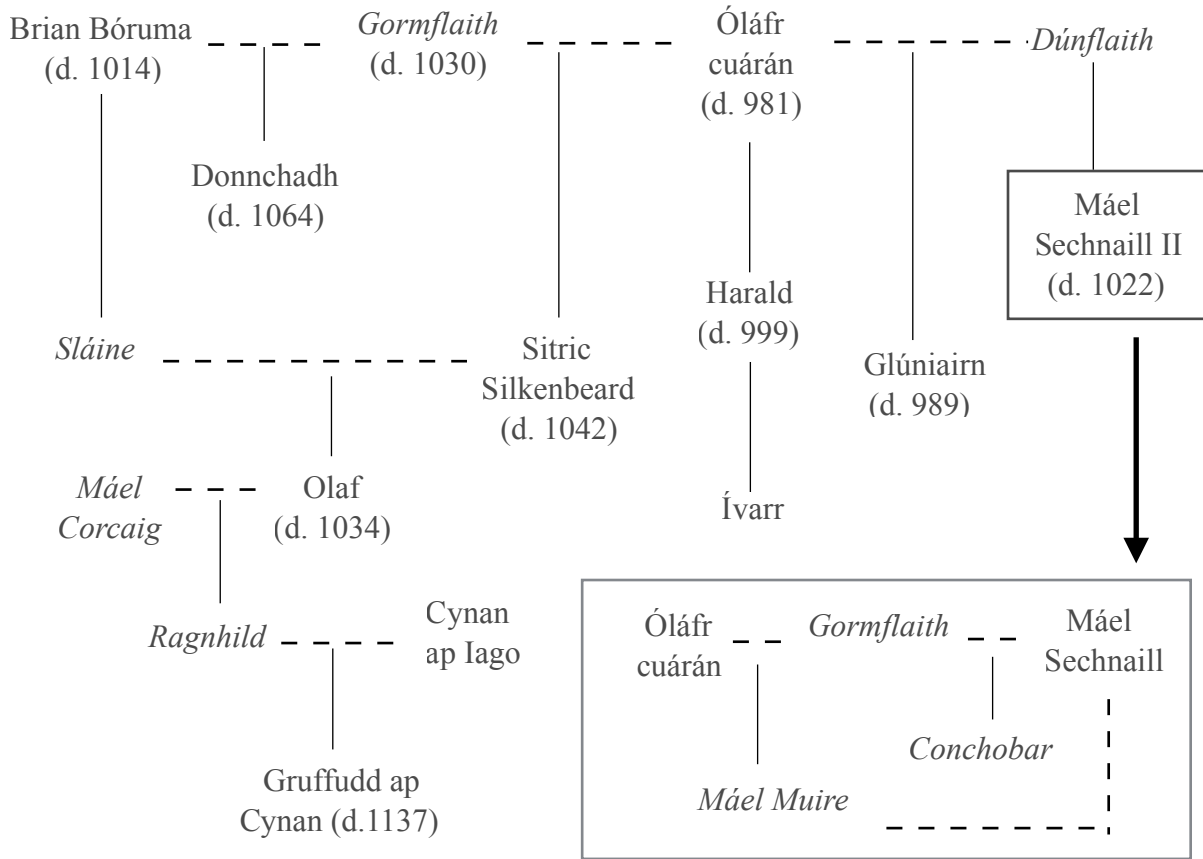 Brian Bóruma
(d. 1014)
Gormflaith
(d. 1030)
Óláfr
cuárán
(d. 981)
Dúnflaith
Donnchadh
(d. 1064)
Máel
Sechnaill II
(d. 1022)
Harald
(d. 999)
Sláine
Sitric
Silkenbeard
(d. 1042)
Glúniairn
(d. 989)
Máel
Corcaig
Olaf
(d. 1034)
Ívarr
Ragnhild
Cynan
ap Iago
Gruffudd ap
Cynan (d.1137)
Óláfr
cuárán
Gormflaith
Máel
Sechnaill
Conchobar
Máel Muire